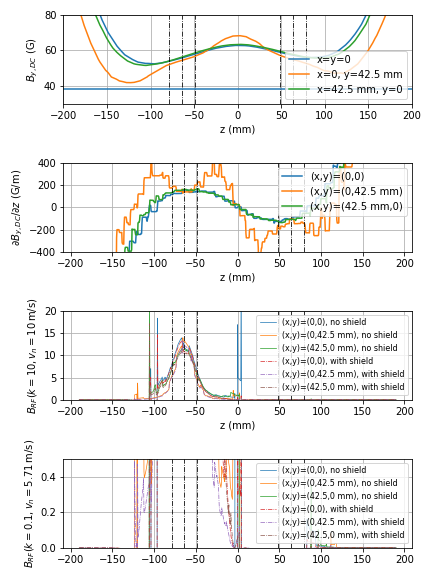 80
60
40
B_{y,DC} (G)
x=y=0
x=0, y=42.5 mm
x=42.5 mm, y=0
−200 −150 −100 −50 0 50 100 150 200
z (mm)
400
200
0
−200
−400
∂B_{y,DC}/∂z (G/m)
(x,y)=(0,0)
(x,y)=(0,42.5 mm)
(x,y)=(42.5 mm,0)
−200 −150 −100 −50 0 50 100 150 200
z (mm)
20
15
10
5
0
B_{RF}(k = 10, v_n = 10 m/s)
(x,y)=(0,0), no shield
(x,y)=(0,42.5 mm), no shield
(x,y)=(42.5,0 mm), no shield
(x,y)=(0,0), with shield
(x,y)=(0,42.5 mm), with shield
(x,y)=(42.5,0 mm), with shield
−200 −150 −100 −50 0 50 100 150 200
z (mm)
0.4
0.2
0.0
B_{RF}(k = 0.1, v_n = 5.71 m/s)
(x,y)=(0,0), no shield
(x,y)=(0,42.5 mm), no shield
(x,y)=(42.5,0 mm), no shield
(x,y)=(0,0), with shield
(x,y)=(0,42.5 mm), with shield
(x,y)=(42.5,0 mm), with shield
−200 −150 −100 −50 0 50 100 150 200
z (mm)